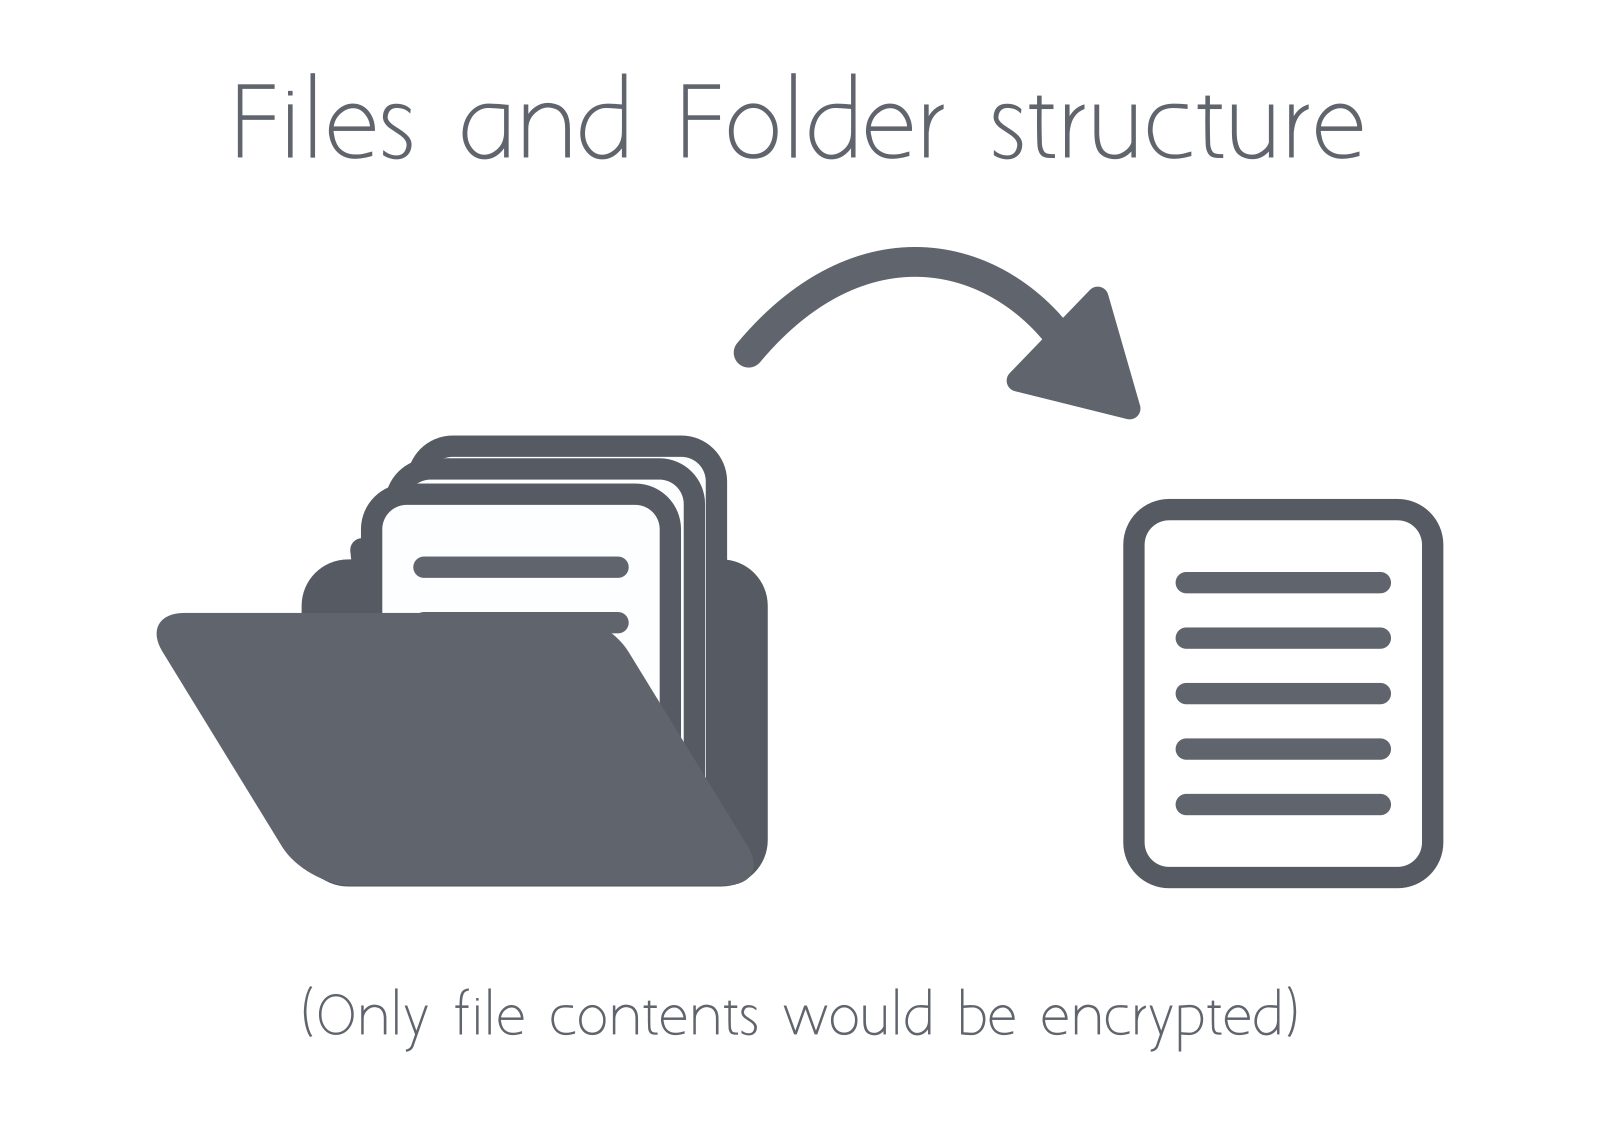 Files and Folder structure
(Only file contents would be encrypted)